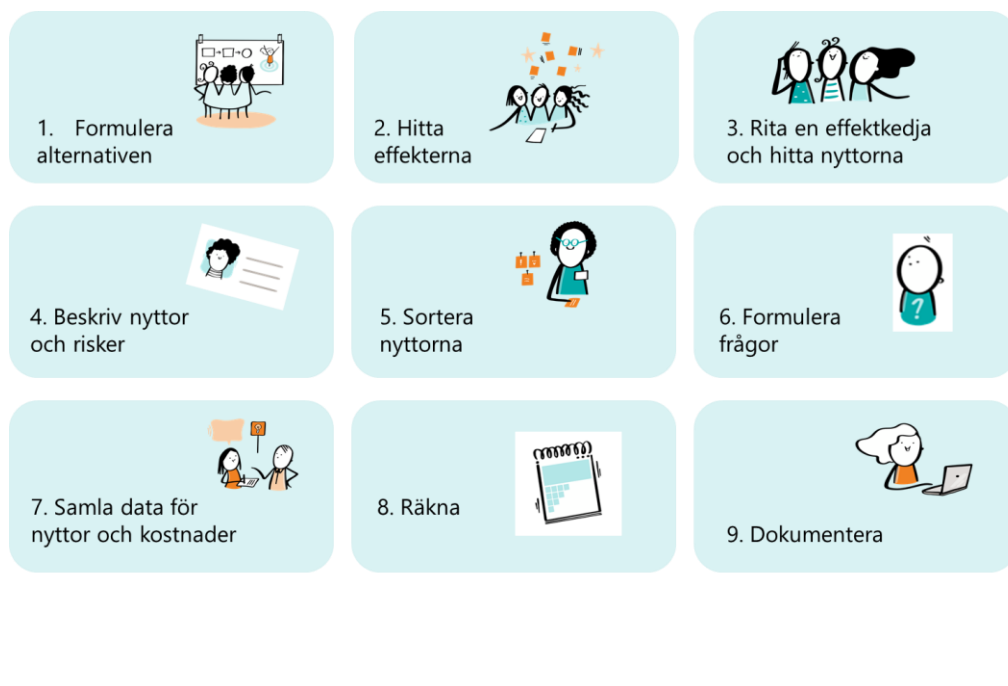 1. Formulera
alternativen
2. Hitta
effekterna
3. Rita en effektkedja
och hitta nyttorna
4. Beskriv nyttor
och risker
5. Sortera
nyttorna
6. Formulera
frågor
?
7. Samla data för
nyttor och kostnader
8. Räkna
9. Dokumentera